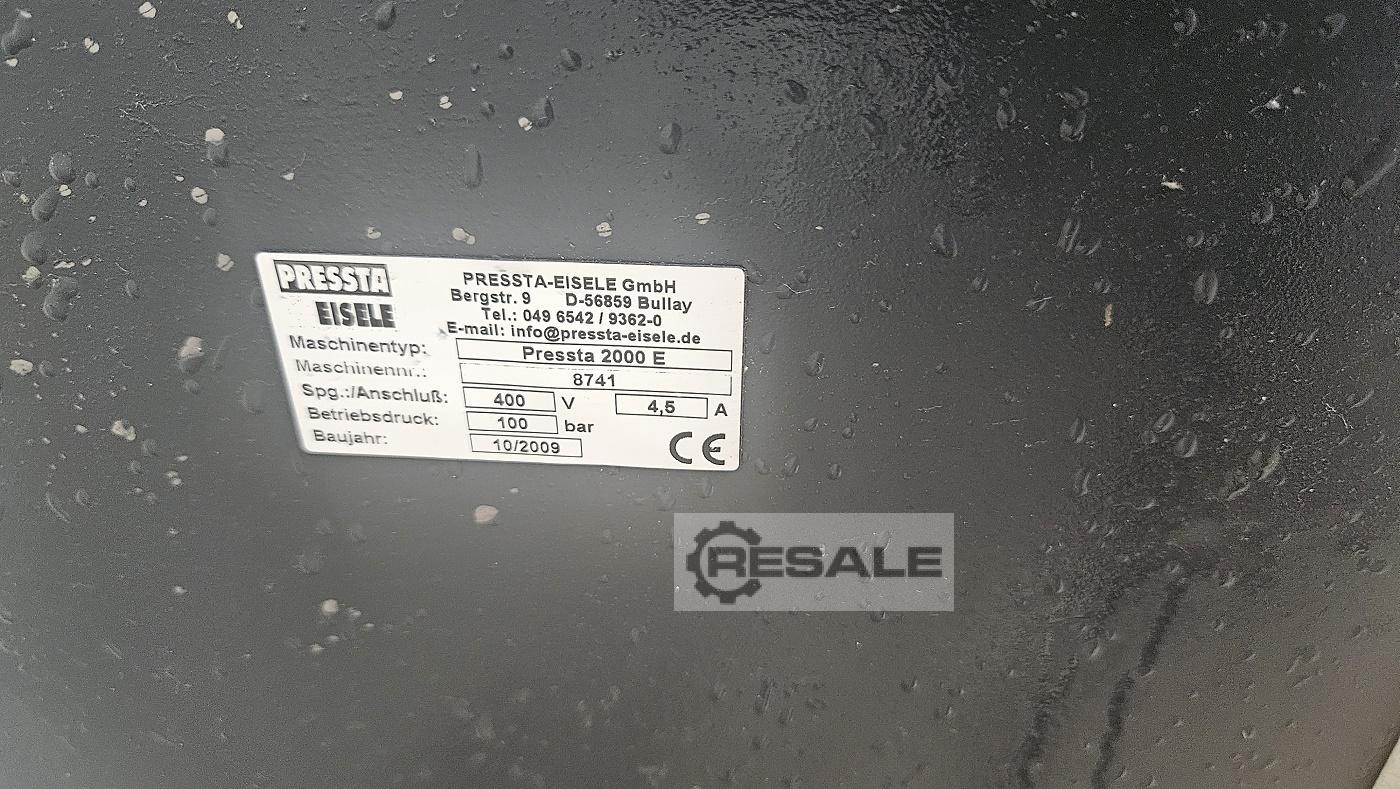 PRESSTA
EISELE
PRESSTA-EISELE GmbH
Bergstr. 9 D-56859 Bullay
Tel.: 049 6542 / 9362-0
E-mail: info@pressta-eisele.de
Maschinentyp: Pressta 2000 E
Maschinennr.: 8741
Spg.:/Anschluß: 400 V 4,5 A
Betriebsdruck: 100 bar
Baujahr: 10/2009
CE
RESALE